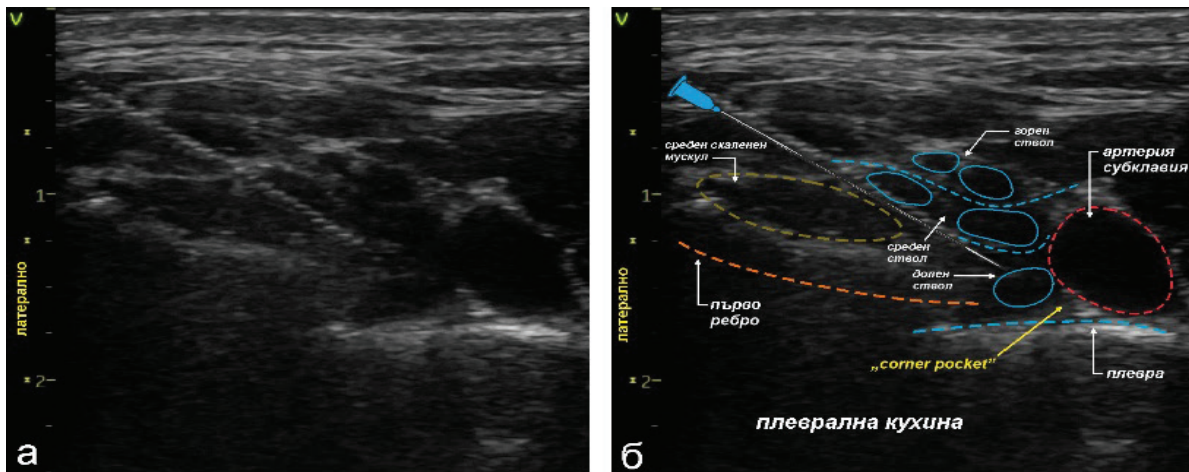 V
1
латерално
2
а
V
горен
ствол
среден скаленен
мускул
артерия
субклавия
1
среден
ствол
долен
ствол
латерално
първо
ребро
„corner pocket”
плевра
2
плеврална кухина
б